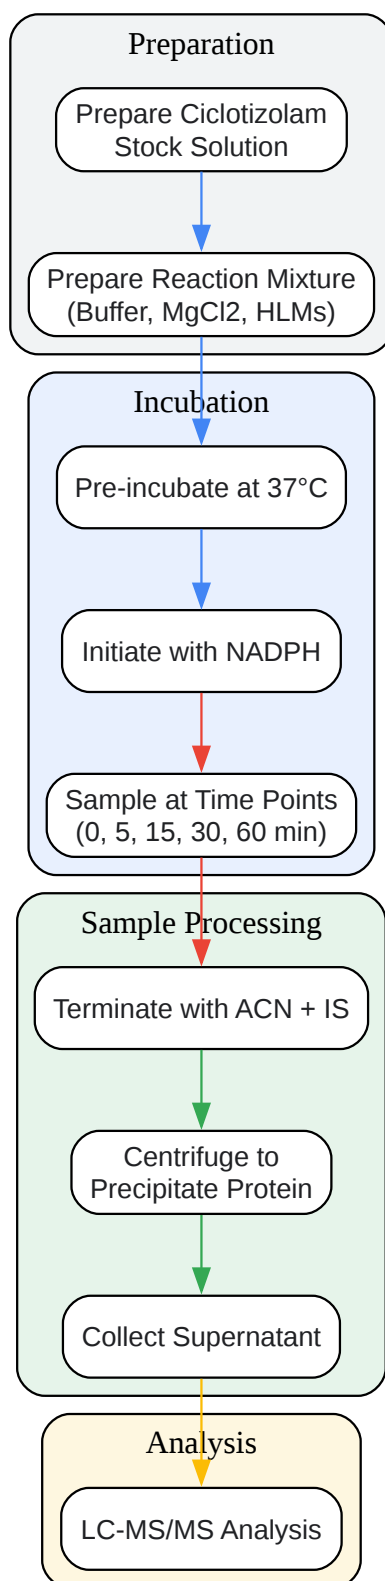 Preparation
Prepare Ciclotizolam
Stock Solution
Prepare Reaction Mixture
(Buffer, MgCl2, HLMs)
Incubation
Pre-incubate at 37°C
Initiate with NADPH
Sample at Time Points
(0, 5, 15, 30, 60 min)
Sample Processing
Terminate with ACN + IS
Centrifuge to
Precipitate Protein
Collect Supernatant
Analysis
LC-MS/MS Analysis